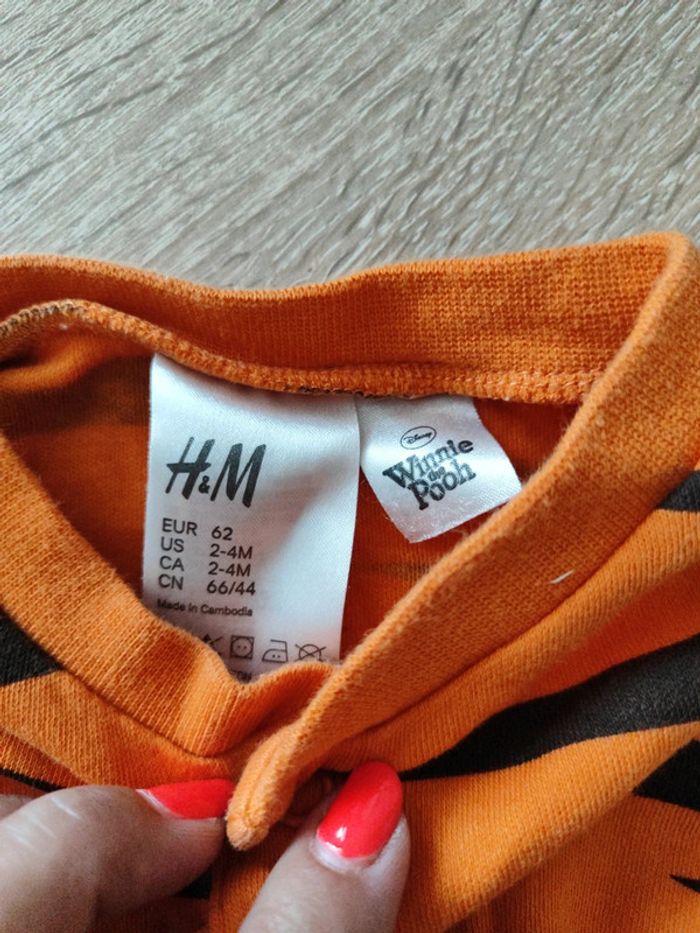 H&M
EUR 62
US 2-4M
CA 2-4M
CN 66/44
Made in Cambodia
Disney
Winnie
the
Pooh